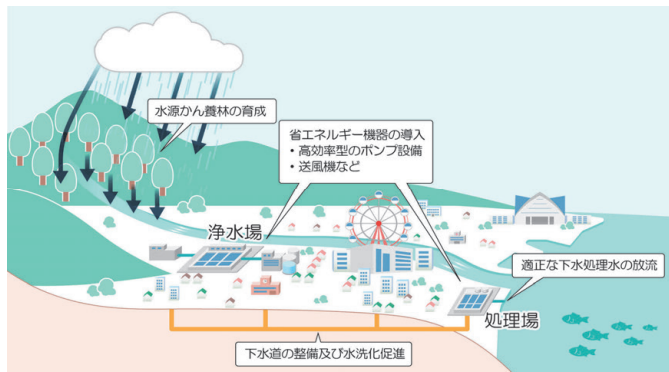 水源かん養林の育成
省エネルギー機器の導入
・高効率型のポンプ設備
・送風機など
浄水場
適正な下水処理水の放流
処理場
下水道の整備及び水洗化促進